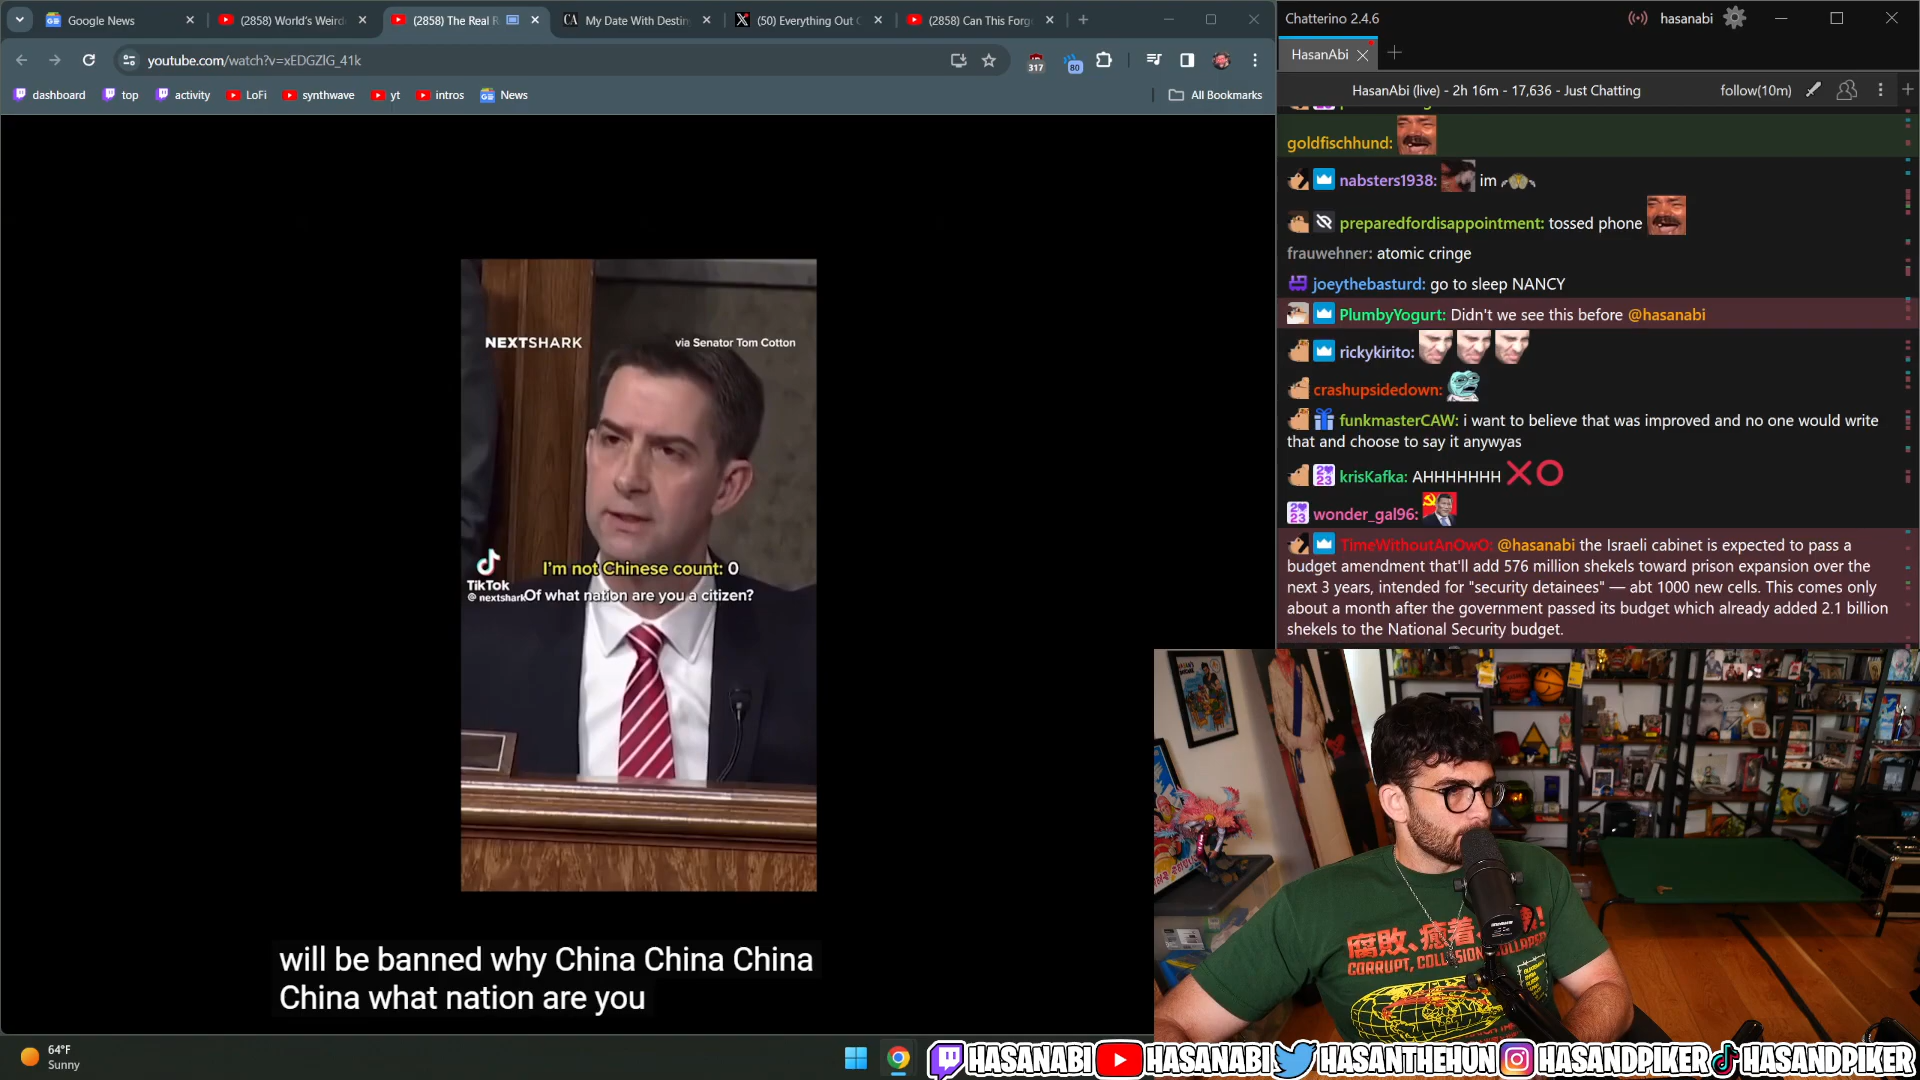 Google News
(2858) World's Weird
(2858) The Real R
My Date With Destin
(50) Everything Out C
(2858) Can This Forg
youtube.com/watch?v=xEDGZlG_41k
317
80
dashboard
top
activity
LoFi
synthwave
yt
intros
News
All Bookmarks
NEXTSHARK
via Senator Tom Cotton
I'm not Chinese count: 0
TikTok
@nextshark
Of what nation are you a citizen?
will be banned why China China China
China what nation are you
Chatterino 2.4.6
hasanabi
HasanAbi
HasanAbi (live) - 2h 16m - 17,636 - Just Chatting
follow(10m)
goldfischhund:
nabsters1938: im
preparedfordisappointment: tossed phone
frauwehner: atomic cringe
joeythebasturd: go to sleep NANCY
PlumbyYogurt: Didn't we see this before @hasanabi
rickykirito:
crashupsidedown:
funkmasterCAW: i want to believe that was improved and no one would write
that and choose to say it anywyas
krisKafka: AHHHHHHH
wonder_gal96:
TimeWithoutAnOwO: @hasanabi the Israeli cabinet is expected to pass a
budget amendment that'll add 576 million shekels toward prison expansion over the
next 3 years, intended for "security detainees" — abt 1000 new cells. This comes only
about a month after the government passed its budget which already added 2.1 billion
shekels to the National Security budget.
64°F
Sunny
HASANABI
HASANABI
HASANTHEHUN
HASANDPIKER
HASANDPIKER